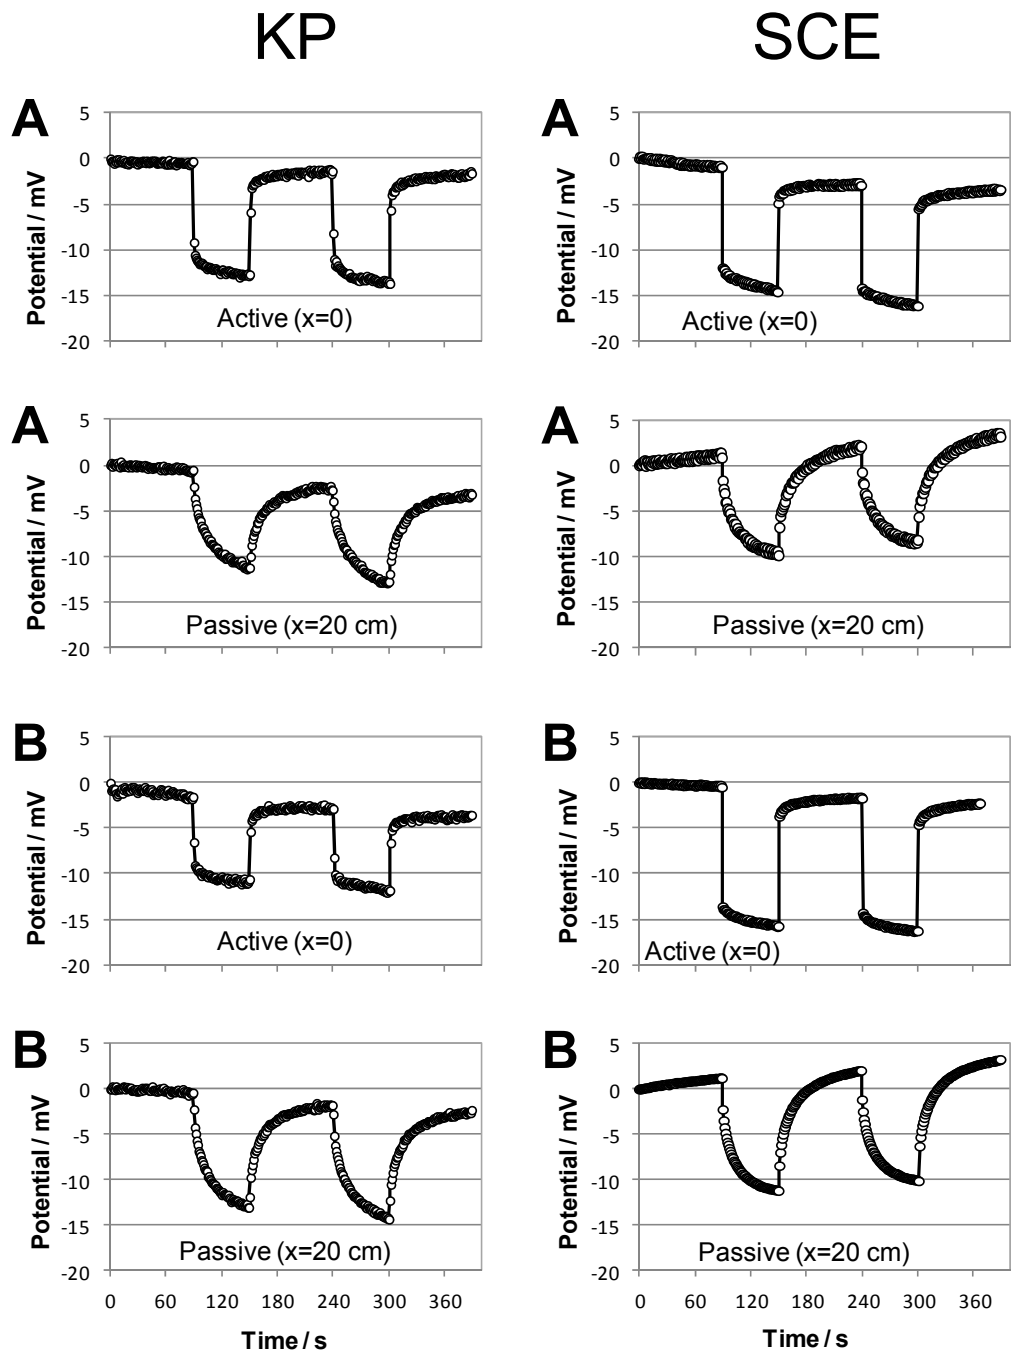 KP
SCE
A
Potential / mV
5
0
-5
-10
-15
-20
Active (x=0)
A
Potential / mV
5
0
-5
-10
-15
-20
Active (x=0)
A
Potential / mV
5
0
-5
-10
-15
-20
Passive (x=20 cm)
A
Potential / mV
5
0
-5
-10
-15
-20
Passive (x=20 cm)
B
Potential / mV
5
0
-5
-10
-15
-20
Active (x=0)
B
Potential / mV
5
0
-5
-10
-15
-20
Active (x=0)
B
Potential / mV
5
0
-5
-10
-15
-20
Passive (x=20 cm)
0 60 120 180 240 300 360
Time / s
B
Potential / mV
5
0
-5
-10
-15
-20
Passive (x=20 cm)
0 60 120 180 240 300 360
Time / s